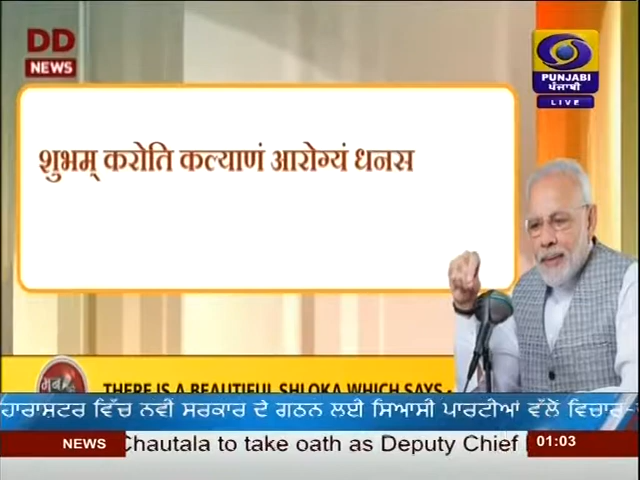 DD
NEWS
PUNJABI
ਪੰਜਾਬੀ
LIVE
शुभम् करोति कल्याणं आरोग्यं धनस
THERE IS A BEAUTIFUL SHLOKA WHICH SAYS -
ਹਾਰਾਸ਼ਟਰ ਵਿੱਚ ਨਵੀਂ ਸਰਕਾਰ ਦੇ ਗਠਨ ਲਈ ਸਿਆਸੀ ਪਾਰਟੀਆਂ ਵੱਲੋਂ ਵਿਚਾਰ-
NEWS
Chautala to take oath as Deputy Chief
01:03